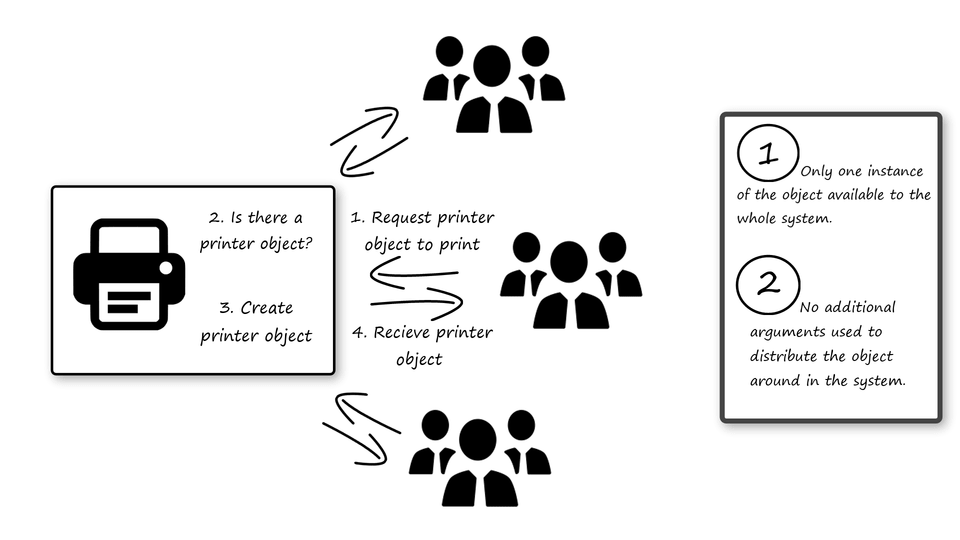 2. Is there a
printer object?
3. Create
printer object
1. Request printer
object to print
4. Recieve printer
object
1
Only one instance
of the object available to the
whole system.
2
No additional
arguments used to
distribute the object
around in the system.